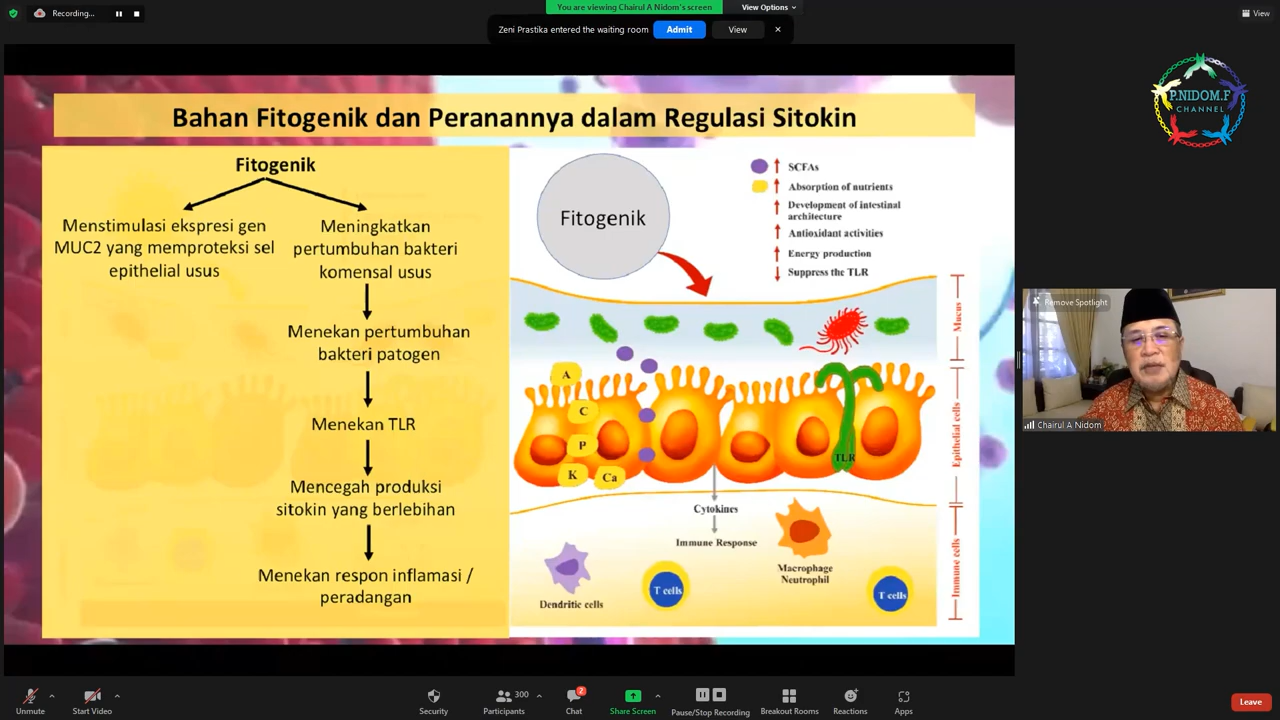 Recording...
You are viewing Chairul A Nidom's screen
View Options
View
Zeni Prastika entered the waiting room
Admit
View
Bahan Fitogenik dan Peranannya dalam Regulasi Sitokin
Fitogenik
Menstimulasi ekspresi gen
MUC2 yang memproteksi sel
epithelial usus
Meningkatkan
pertumbuhan bakteri
komensal usus
Menekan pertumbuhan
bakteri patogen
Menekan TLR
Mencegah produksi
sitokin yang berlebihan
Menekan respon inflamasi /
peradangan
Fitogenik
SCFAs
Absorption of nutrients
Development of intestinal
architecture
Antioxidant activities
Energy production
Suppress the TLR
Mucus
Epithelial cells
Immune cells
A
C
P
K
Ca
TLR
Cytokines
Immune Response
Dendritic cells
T cells
Macrophage
Neutrophil
T cells
P.NIDOM.F
CHANNEL
Remove Spotlight
Chairul A Nidom
Unmute
Start Video
Security
Participants
300
Chat
2
Share Screen
Pause/Stop Recording
Breakout Rooms
Reactions
Apps
Leave